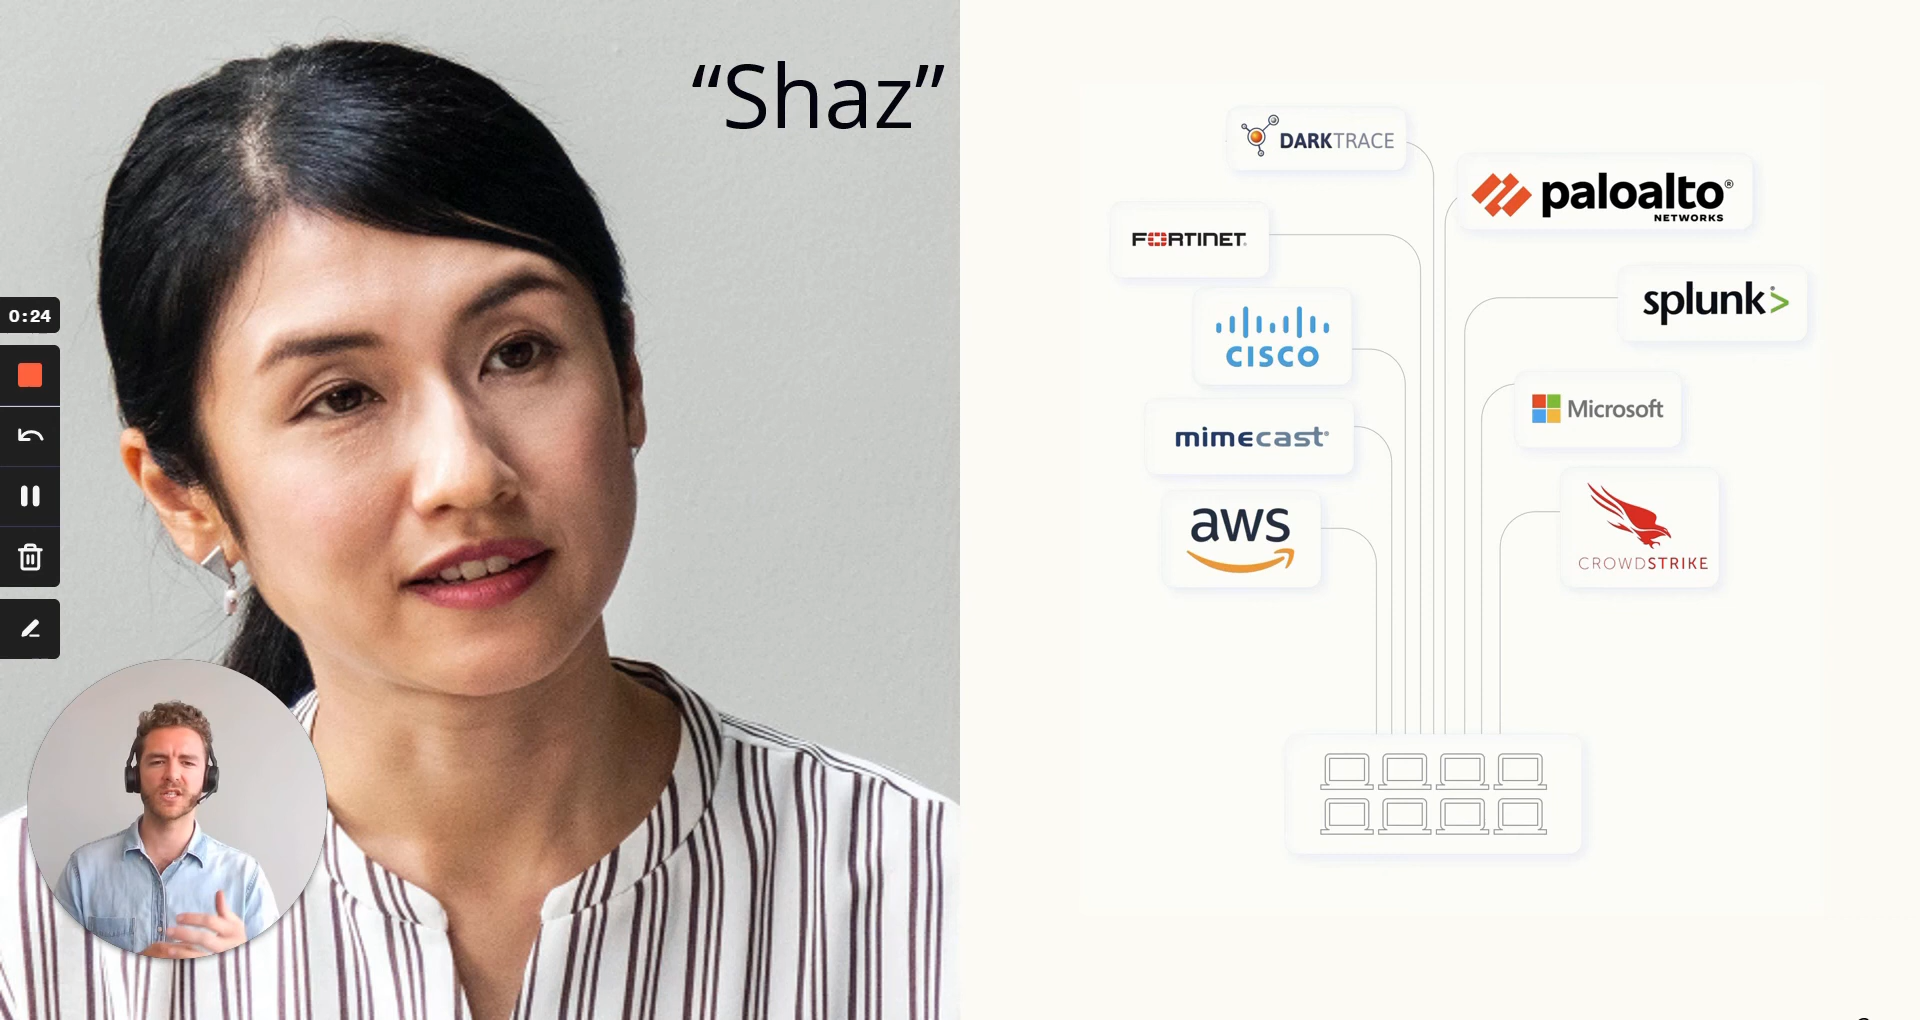 “Shaz”
0:24
DARKTRACE
paloalto®
NETWORKS
FORTINET®
splunk>
CISCO
Microsoft
mimecast®
aws
CROWDSTRIKE